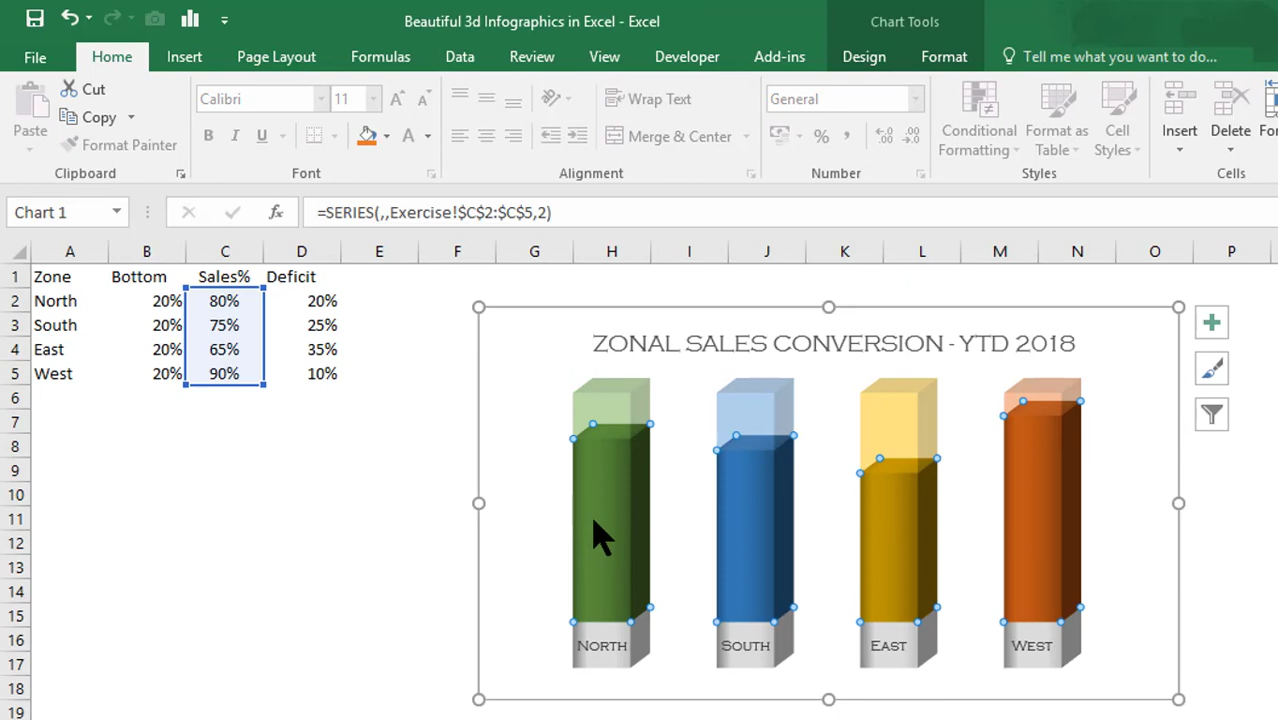 Beautiful 3d Infographics in Excel - Excel
Chart Tools
File Home Insert Page Layout Formulas Data Review View Developer Add-ins Design Format Tell me what you want to do...
Cut
Calibri 11 A A
Wrap Text
General
Copy
Paste
B I U A
Merge & Center
%
Conditional Formatting
Format as Table
Cell Styles
Insert
Delete
Format Painter
Clipboard Font Alignment Number Styles Cells
Chart 1 fx =SERIES(,,Exercise!$C$2:$C$5,2)
A B C D E F G H I J K L M N O P
1 Zone Bottom Sales% Deficit
2 North 20% 80% 20%
3 South 20% 75% 25%
4 East 20% 65% 35%
5 West 20% 90% 10%
6
7
8
9
10
11
12
13
14
15
16
17
18
19
ZONAL SALES CONVERSION - YTD 2018
NORTH SOUTH EAST WEST